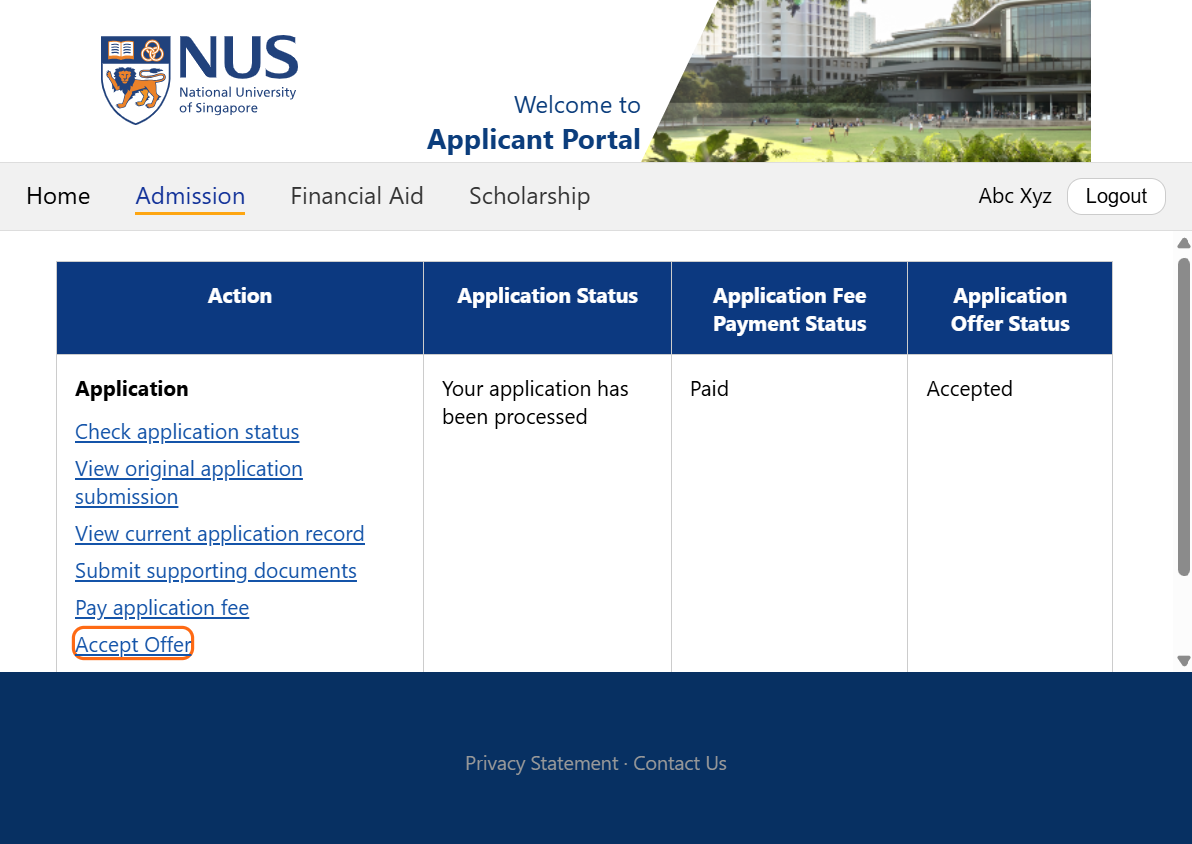 NUS
National University
of Singapore
Welcome to
Applicant Portal
Home Admission Financial Aid Scholarship Abc Xyz Logout
Action Application Status Application Fee Payment Status Application Offer Status
Application
Your application has been processed
Paid
Accepted
Check application status
View original application
submission
View current application record
Submit supporting documents
Pay application fee
Accept Offer
Privacy Statement · Contact Us